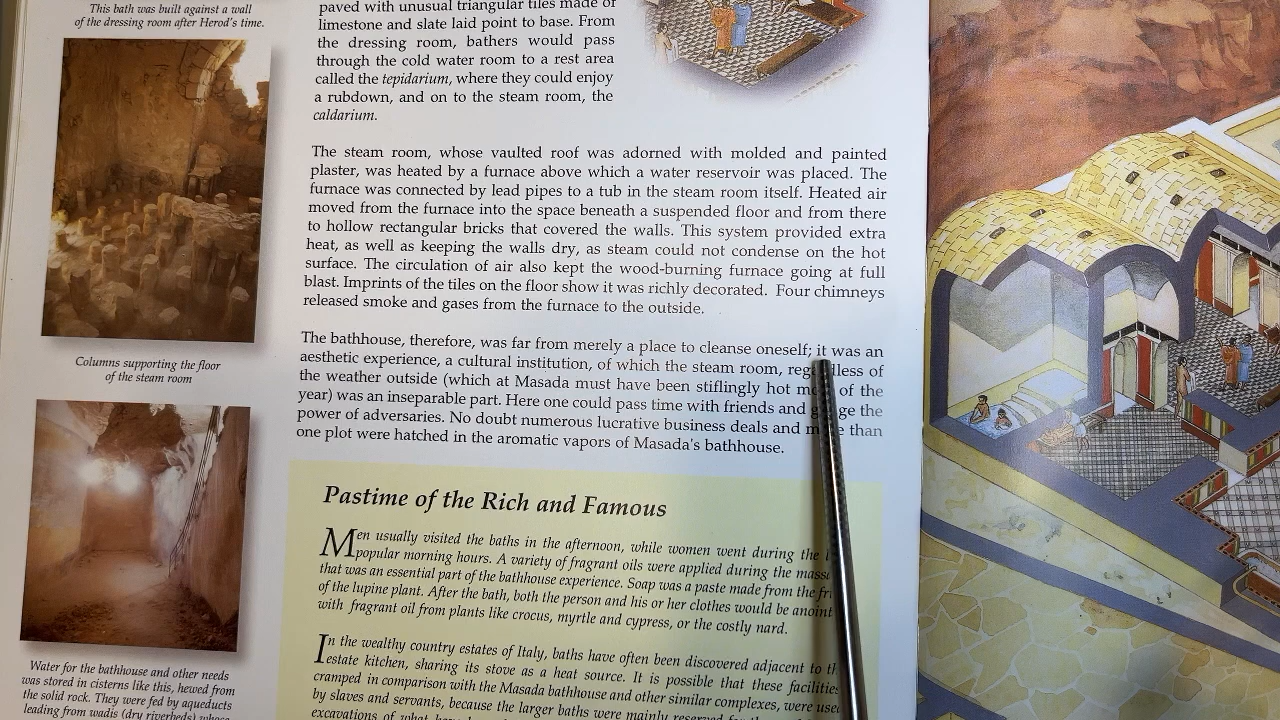 This bath was built against a wall
of the dressing room after Herod's time.
Columns supporting the floor
of the steam room
Water for the bathhouse and other needs
was stored in cisterns like this, hewed from
the solid rock. They were fed by aqueducts
leading from wadis (dry riverbeds) whose
paved with unusual triangular tiles made of
limestone and slate laid point to base. From
the dressing room, bathers would pass
through the cold water room to a rest area
called the tepidarium, where they could enjoy
a rubdown, and on to the steam room, the
caldarium.
The steam room, whose vaulted roof was adorned with molded and painted
plaster, was heated by a furnace above which a water reservoir was placed. The
furnace was connected by lead pipes to a tub in the steam room itself. Heated air
moved from the furnace into the space beneath a suspended floor and from there
to hollow rectangular bricks that covered the walls. This system provided extra
heat, as well as keeping the walls dry, as steam could not condense on the hot
surface. The circulation of air also kept the wood-burning furnace going at full
blast. Imprints of the tiles on the floor show it was richly decorated. Four chimneys
released smoke and gases from the furnace to the outside.
The bathhouse, therefore, was far from merely a place to cleanse oneself; it was an
aesthetic experience, a cultural institution, of which the steam room, regardless of
the weather outside (which at Masada must have been stiflingly hot of the
year) was an inseparable part. Here one could pass time with friends and the
power of adversaries. No doubt numerous lucrative business deals and more than
one plot were hatched in the aromatic vapors of Masada's bathhouse.
Pastime of the Rich and Famous
Men usually visited the baths in the afternoon, while women went during the
popular morning hours. A variety of fragrant oils were applied during the
that was an essential part of the bathhouse experience. Soap was a paste made from the
of the lupine plant. After the bath, both the person and his or her clothes would be
with fragrant oil from plants like crocus, myrtle and cypress, or the costly nard.
In the wealthy country estates of Italy, baths have often been discovered adjacent to
estate kitchen, sharing its stove as a heat source. It is possible that these
cramped in comparison with the Masada bathhouse and other similar complexes, were used
by slaves and servants, because the larger baths were mainly reserved
excavations of what